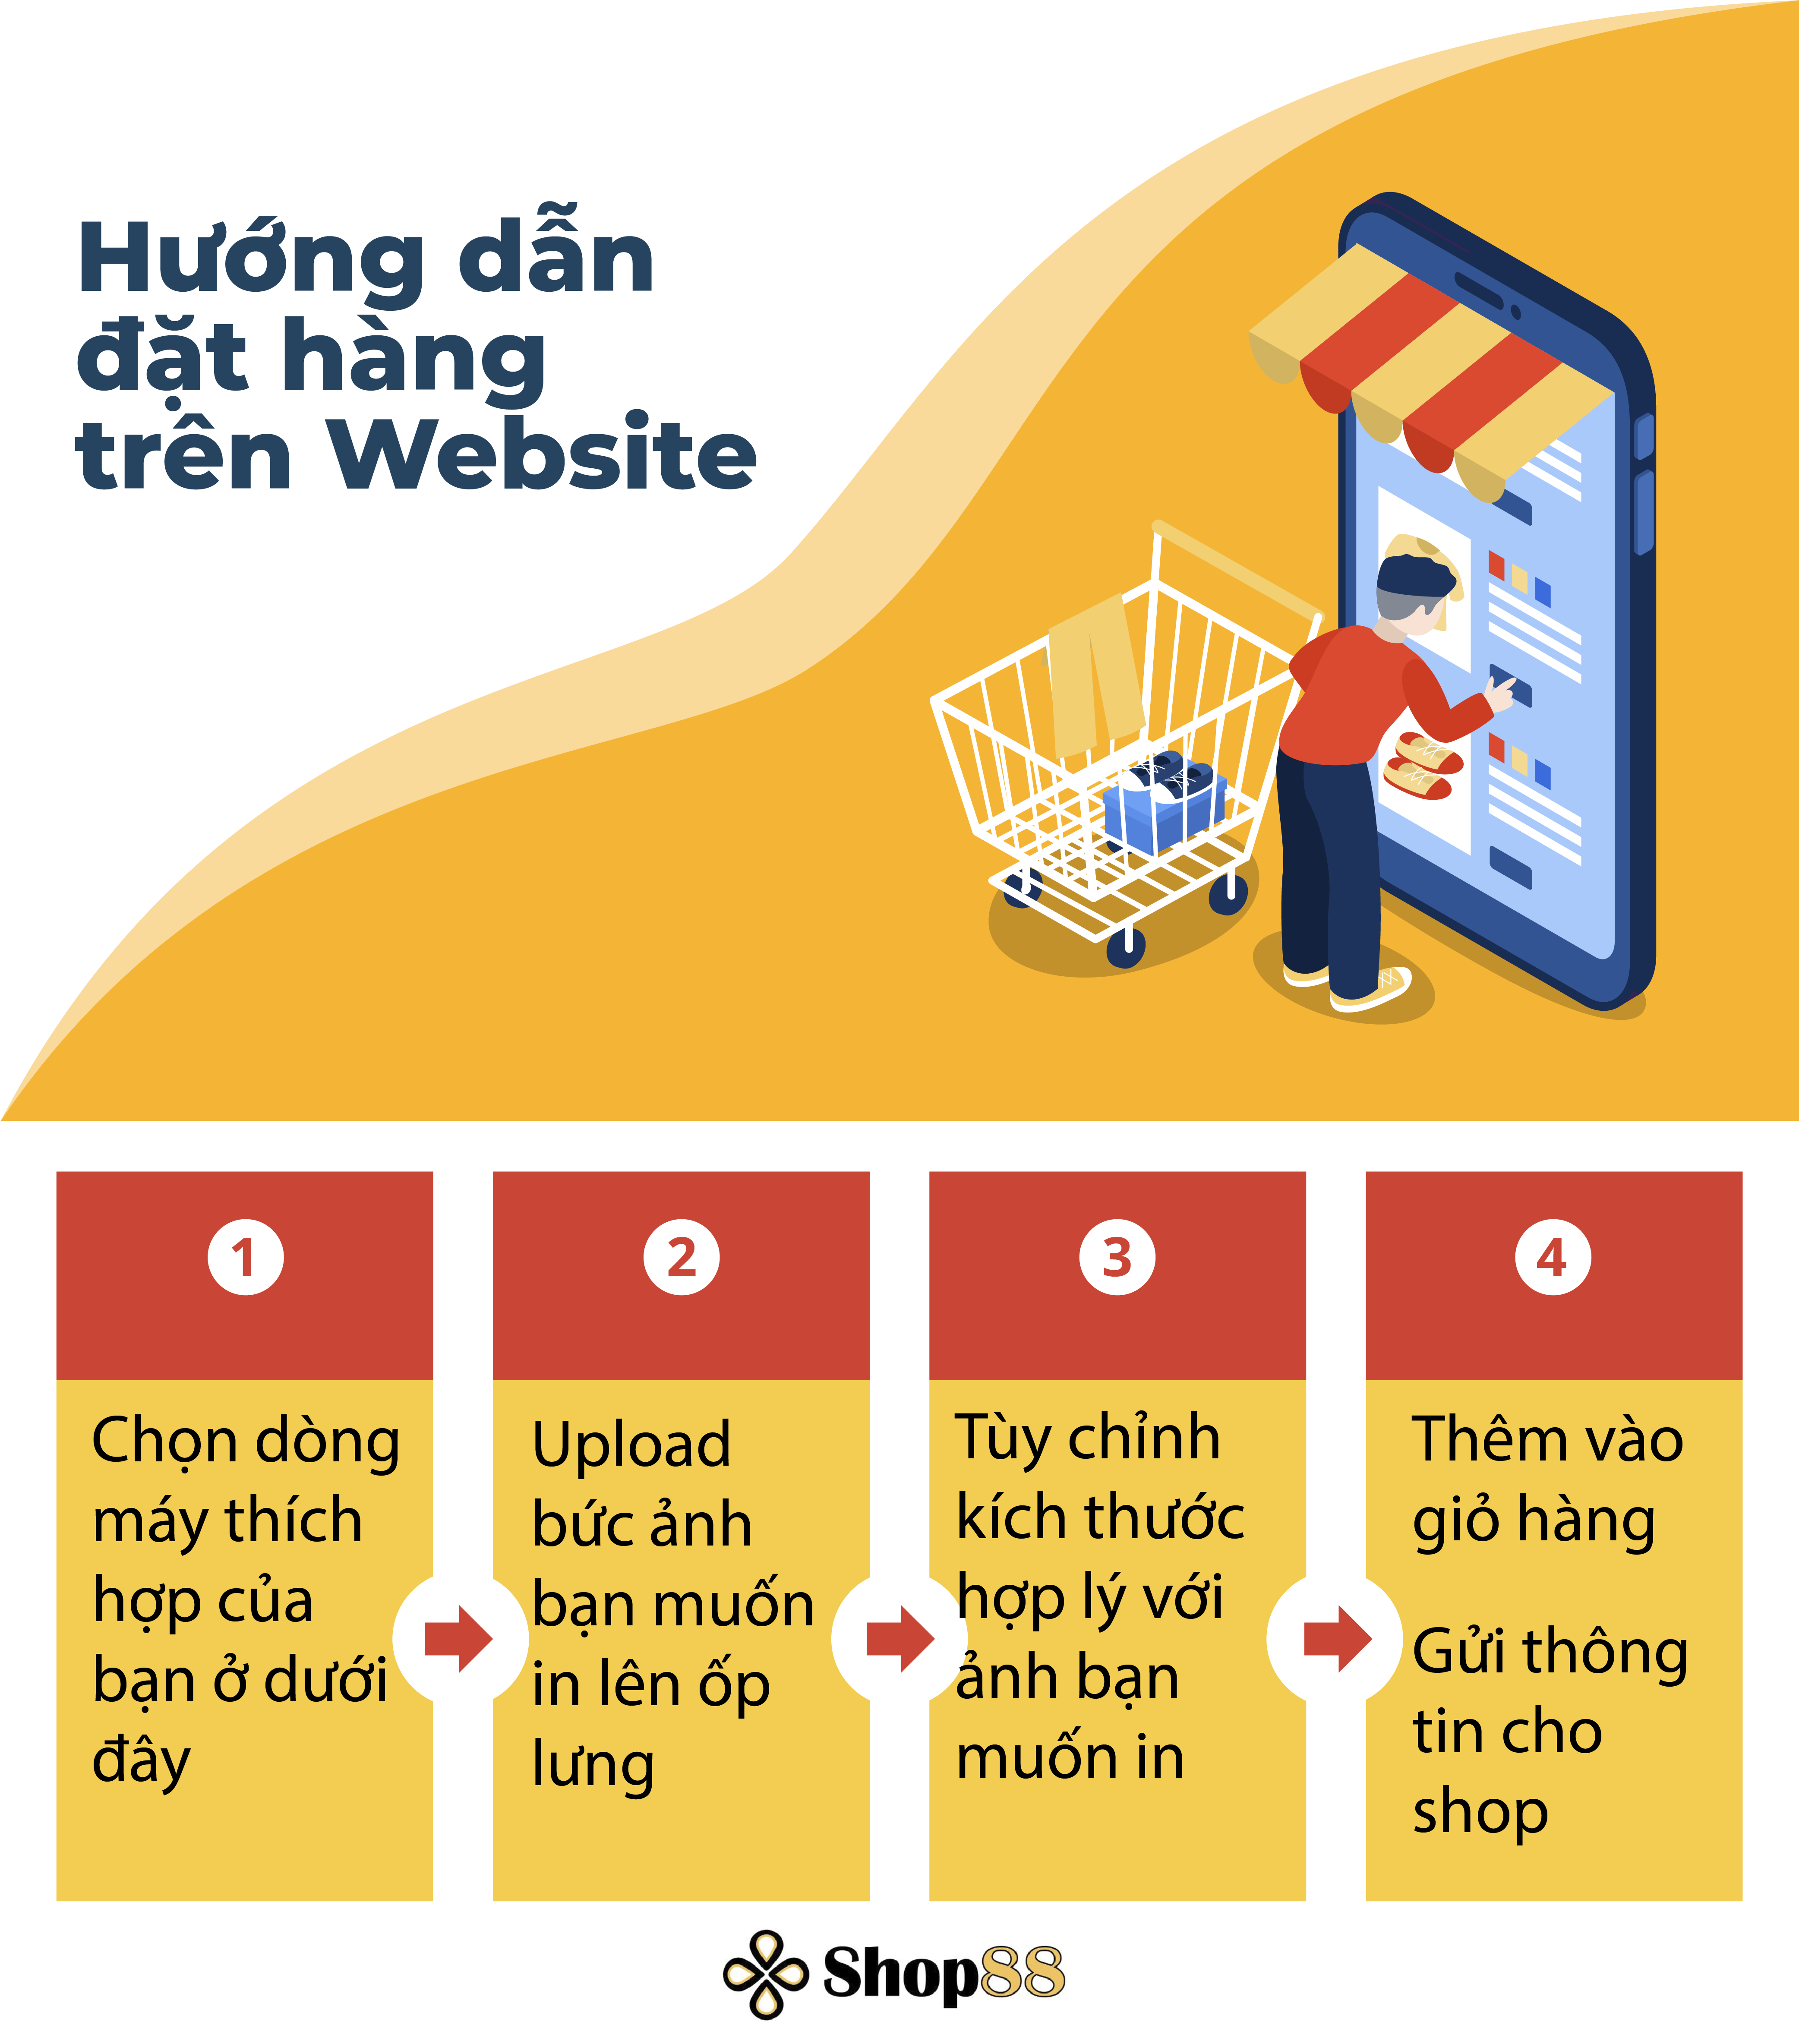 Hướng dẫn
đặt hàng
trên Website
1
Chọn dòng
máy thích
hợp của
bạn ở dưới
đây
2
Upload
bức ảnh
bạn muốn
in lên ốp
lưng
3
Tùy chỉnh
kích thước
hợp lý với
ảnh bạn
muốn in
4
Thêm vào
giỏ hàng
Gửi thông
tin cho
shop
Shop88